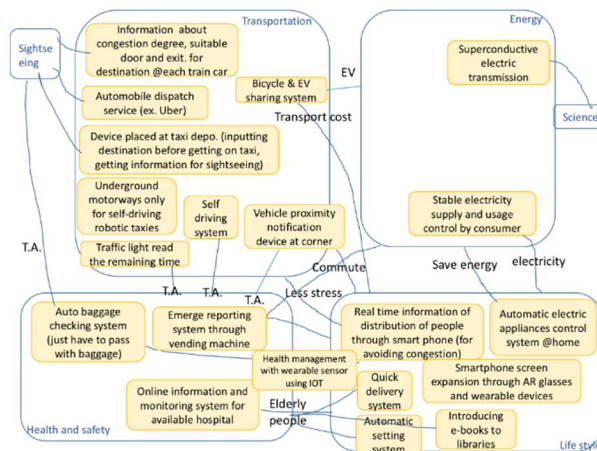 Transportation
Energy
Sightse
eing
Information about
congestion degree, suitable
door and exit. for
destination @each train car
Superconductive
electric
transmission
Bicycle & EV
sharing system
EV
Automobile dispatch
service (ex. Uber)
Transport cost
Science
Device placed at taxi depo. (inputting
destination before getting on taxi,
getting information for sightseeing)
Underground
motorways only
for self-driving
robotic taxies
Self
driving
system
Vehicle proximity
notification
device at corner
Stable electricity
supply and usage
control by consumer
T.A.
Traffic light read
the remaining time
Commute
Save energy
electricity
T.A.
T.A.
T.A.
Less stress
Auto baggage
checking system
(just have to pass
with baggage)
Emerge reporting
system through
vending machine
Real time information of
distribution of people
through smart phone (for
avoiding congestion)
Automatic electric
appliances control
system @home
Health management
with wearable sensor
using IOT
Smartphone screen
expansion through AR glasses
and wearable devices
Online information and
monitoring system for
available hospital
Elderly
people
Quick
delivery
system
Automatic
setting
system
Introducing
e-books to
libraries
Health and safety
Life style